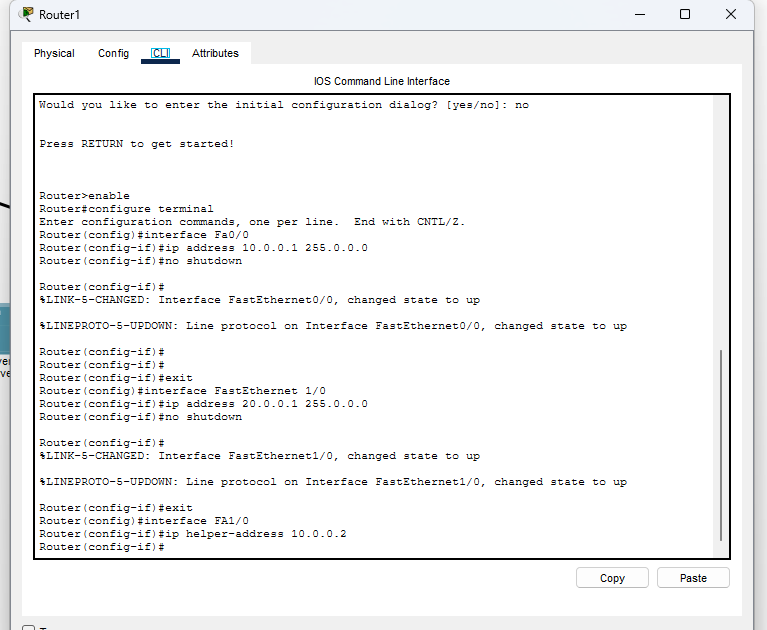 Router1
Physical Config CLI Attributes
IOS Command Line Interface
Would you like to enter the initial configuration dialog? [yes/no]: no
Press RETURN to get started!
Router>enable
Router#configure terminal
Enter configuration commands, one per line.  End with CNTL/Z.
Router(config)#interface Fa0/0
Router(config-if)#ip address 10.0.0.1 255.0.0.0
Router(config-if)#no shutdown
Router(config-if)#
%LINK-5-CHANGED: Interface FastEthernet0/0, changed state to up
%LINEPROTO-5-UPDOWN: Line protocol on Interface FastEthernet0/0, changed state to up
Router(config-if)#
Router(config-if)#
Router(config-if)#exit
Router(config)#interface FastEthernet 1/0
Router(config-if)#ip address 20.0.0.1 255.0.0.0
Router(config-if)#no shutdown
Router(config-if)#
%LINK-5-CHANGED: Interface FastEthernet1/0, changed state to up
%LINEPROTO-5-UPDOWN: Line protocol on Interface FastEthernet1/0, changed state to up
Router(config-if)#exit
Router(config)#interface FA1/0
Router(config-if)#ip helper-address 10.0.0.2
Router(config-if)#
Copy Paste